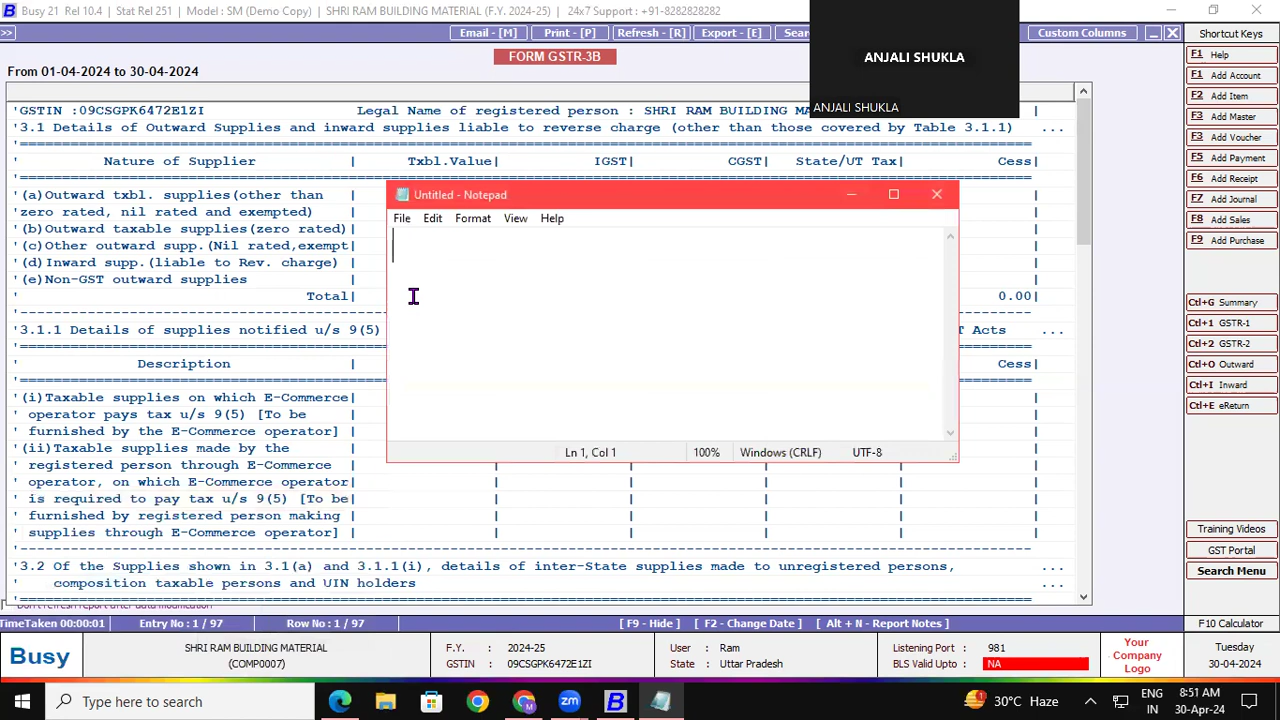 Busy 21 Rel 10.4 | Stat Rel 251 | Model : SM (Demo Copy) | SHRI RAM BUILDING MATERIAL (F.Y. 2024-25) | 24x7 Support : +91-8282828282
>> Email - [M] Print - [P] Refresh - [R] Export - [E] Custom Columns
FORM GSTR-3B
ANJALI SHUKLA
ANJALI SHUKLA
From 01-04-2024 to 30-04-2024
'GSTIN :09CSGPK6472E1ZI Legal Name of registered person : SHRI RAM BUILDING
'3.1 Details of Outward Supplies and inward supplies liable to reverse charge (other than those covered by Table 3.1.1) ...
' Nature of Supplier | Txbl.Value| IGST| CGST| State/UT Tax| Cess|
'(a)Outward txbl. supplies(other than
'zero rated, nil rated and exempted)
'(b)Outward taxable supplies(zero rated)
'(c)Other outward supp.(Nil rated,exempt
'(d)Inward supp.(liable to Rev. charge)
'(e)Non-GST outward supplies
' Total| 0.00|
'3.1.1 Details of supplies notified u/s 9(5) Acts ...
' Description | Cess|
'(i)Taxable supplies on which E-Commerce|
' operator pays tax u/s 9(5) [To be |
' furnished by the E-Commerce operator] |
'(ii)Taxable supplies made by the |
' registered person through E-Commerce |
' operator, on which E-Commerce operator|
' is required to pay tax u/s 9(5) [To be|
' furnished by registered person making |
' supplies through E-Commerce operator] |
'3.2 Of the Supplies shown in 3.1(a) and 3.1.1(i), details of inter-State supplies made to unregistered persons, ...
' composition taxable persons and UIN holders ...
Untitled - Notepad
File Edit Format View Help
Ln 1, Col 1 100% Windows (CRLF) UTF-8
Shortcut Keys
F1 Help
F1 Add Account
F2 Add Item
F3 Add Master
F3 Add Voucher
F5 Add Payment
F6 Add Receipt
F7 Add Journal
F8 Add Sales
F9 Add Purchase
Ctl+G Summary
Ctl+1 GSTR-1
Ctl+2 GSTR-2
Ctl+O Outward
Ctl+I Inward
Ctl+E eReturn
Training Videos
GST Portal
Search Menu
F10 Calculator
Don't refresh report after data modification
TimeTaken 00:00:01 Entry No : 1 / 97 Row No : 1 / 97 [ F9 - Hide ] [ F2 - Change Date ] [ Alt + N - Report Notes ]
Busy
SHRI RAM BUILDING MATERIAL
(COMP0007)
F.Y. : 2024-25
GSTIN : 09CSGPK6472E1ZI
User : Ram
State : Uttar Pradesh
Listening Port : 981
BLS Valid Upto : NA
Your
Company
Logo
Tuesday
30-04-2024
Type here to search
30°C Haze
ENG
IN
8:51 AM
30-Apr-24